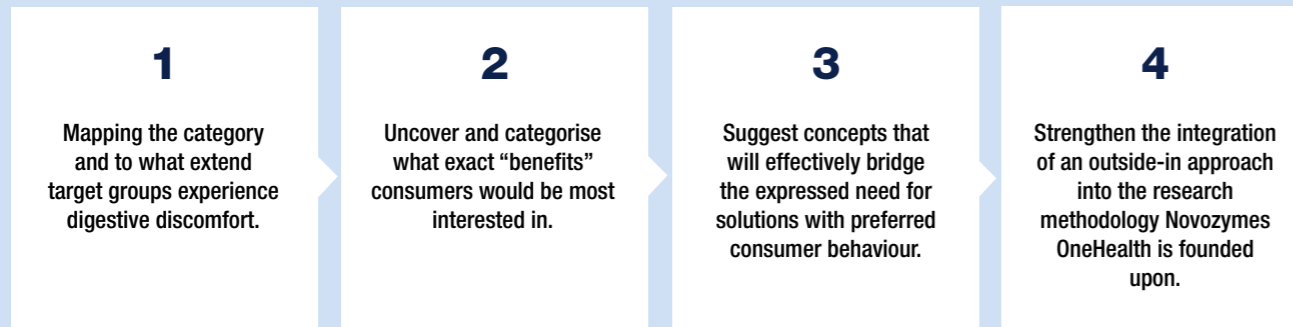 1
Mapping the category
and to what extend
target groups experience
digestive discomfort.
2
Uncover and categorise
what exact “benefits”
consumers would be most
interested in.
3
Suggest concepts that
will effectively bridge
the expressed need for
solutions with preferred
consumer behaviour.
4
Strengthen the integration
of an outside-in approach
into the research
methodology Novozymes
OneHealth is founded
upon.